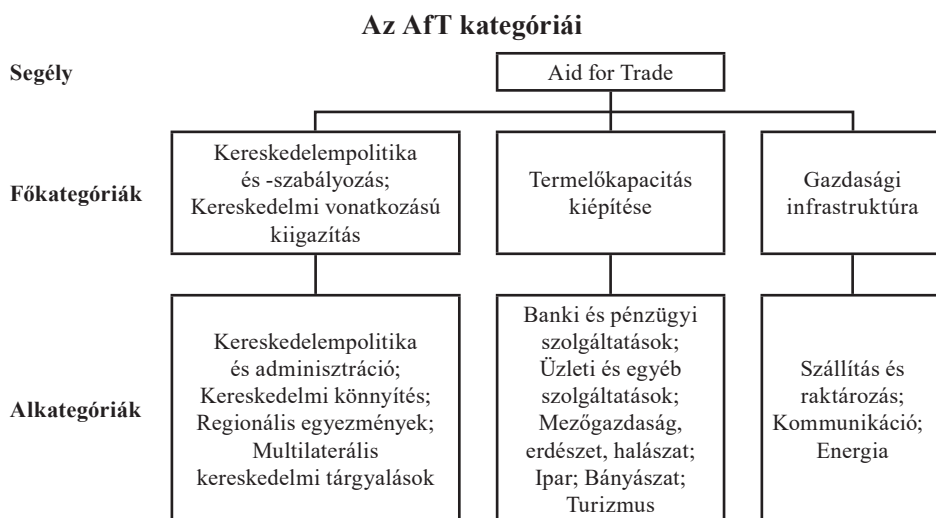 Az AfT kategóriái
Segély
Aid for Trade
Főkategóriák
Kereskedelempolitika
és -szabályozás;
Kereskedelmi vonatkozású
kiigazítás
Termelőkapacitás
kiépítése
Gazdasági
infrastruktúra
Alkategóriák
Kereskedelempolitika
és adminisztráció;
Kereskedelmi könnyítés;
Regionális egyezmények;
Multilaterális
kereskedelmi tárgyalások
Banki és pénzügyi
szolgáltatások;
Üzleti és egyéb
szolgáltatások;
Mezőgazdaság,
erdészet, halászat;
Ipar; Bányászat;
Turizmus
Szállítás és
raktározás;
Kommunikáció;
Energia